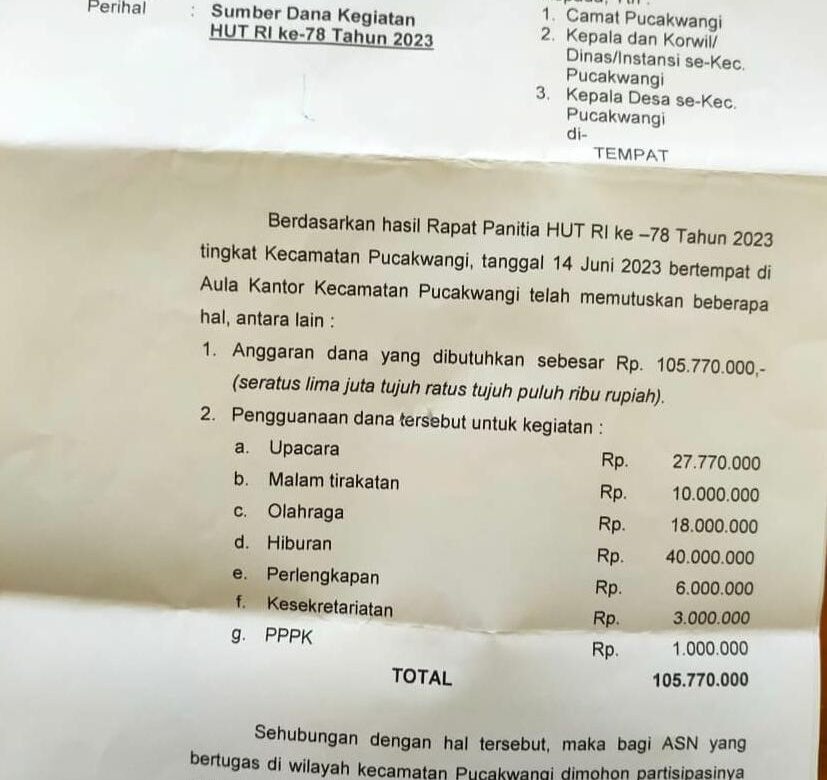 Perihal : Sumber Dana Kegiatan
HUT RI ke-78 Tahun 2023
1. Camat Pucakwangi
2. Kepala dan Korwil/
Dinas/Instansi se-Kec.
Pucakwangi
3. Kepala Desa se-Kec.
Pucakwangi
di-
TEMPAT
Berdasarkan hasil Rapat Panitia HUT RI ke –78 Tahun 2023
tingkat Kecamatan Pucakwangi, tanggal 14 Juni 2023 bertempat di
Aula Kantor Kecamatan Pucakwangi telah memutuskan beberapa
hal, antara lain :
1. Anggaran dana yang dibutuhkan sebesar Rp. 105.770.000,-
(seratus lima juta tujuh ratus tujuh puluh ribu rupiah).
2. Pengguanaan dana tersebut untuk kegiatan :
a. Upacara Rp. 27.770.000
b. Malam tirakatan Rp. 10.000.000
c. Olahraga Rp. 18.000.000
d. Hiburan Rp. 40.000.000
e. Perlengkapan Rp. 6.000.000
f. Kesekretariatan Rp. 3.000.000
g. PPPK Rp. 1.000.000
TOTAL 105.770.000
Sehubungan dengan hal tersebut, maka bagi ASN yang
bertugas di wilayah kecamatan Pucakwangi dimohon partisipasinya